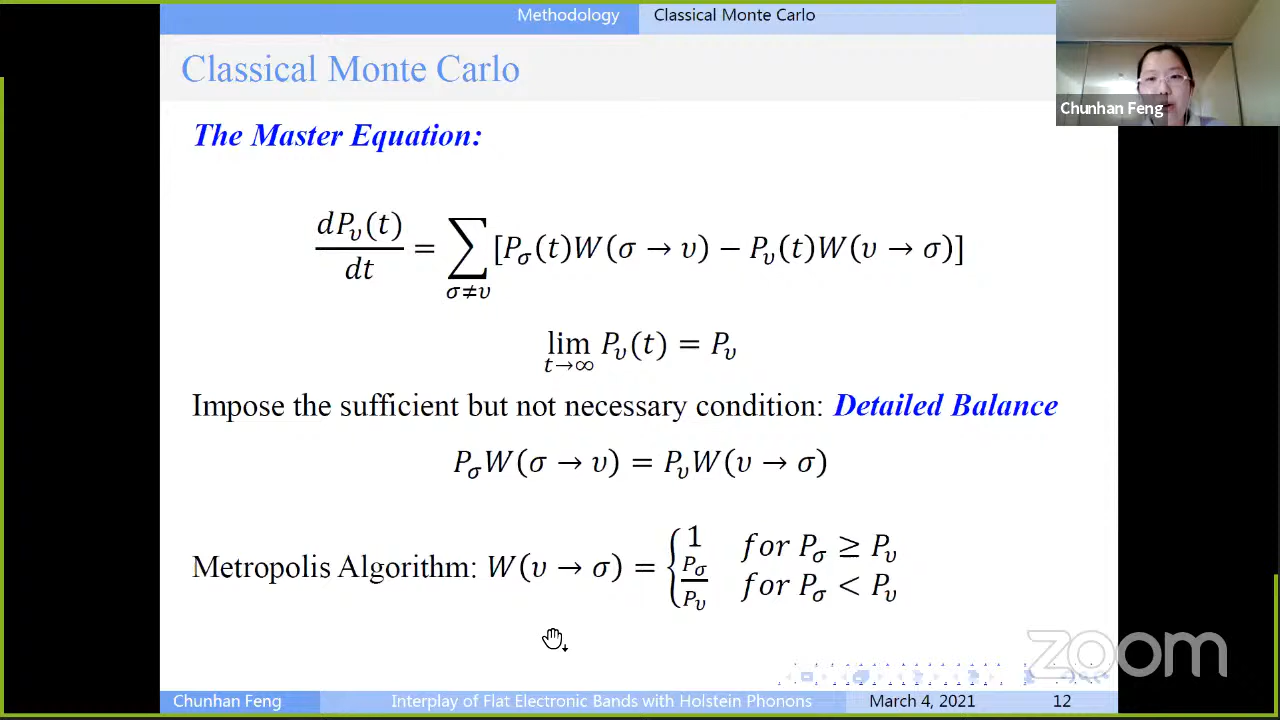 Methodology Classical Monte Carlo
Classical Monte Carlo
Chunhan Feng
The Master Equation:
dP_υ(t)/dt = ∑_{σ≠υ} [P_σ(t)W(σ → υ) − P_υ(t)W(υ → σ)]
lim_{t→∞} P_υ(t) = P_υ
Impose the sufficient but not necessary condition: Detailed Balance
P_σW(σ → υ) = P_υW(υ → σ)
Metropolis Algorithm: W(υ → σ) = { 1 for P_σ ≥ P_υ
P_σ/P_υ for P_σ < P_υ
zoom
Chunhan Feng Interplay of Flat Electronic Bands with Holstein Phonons March 4, 2021 12